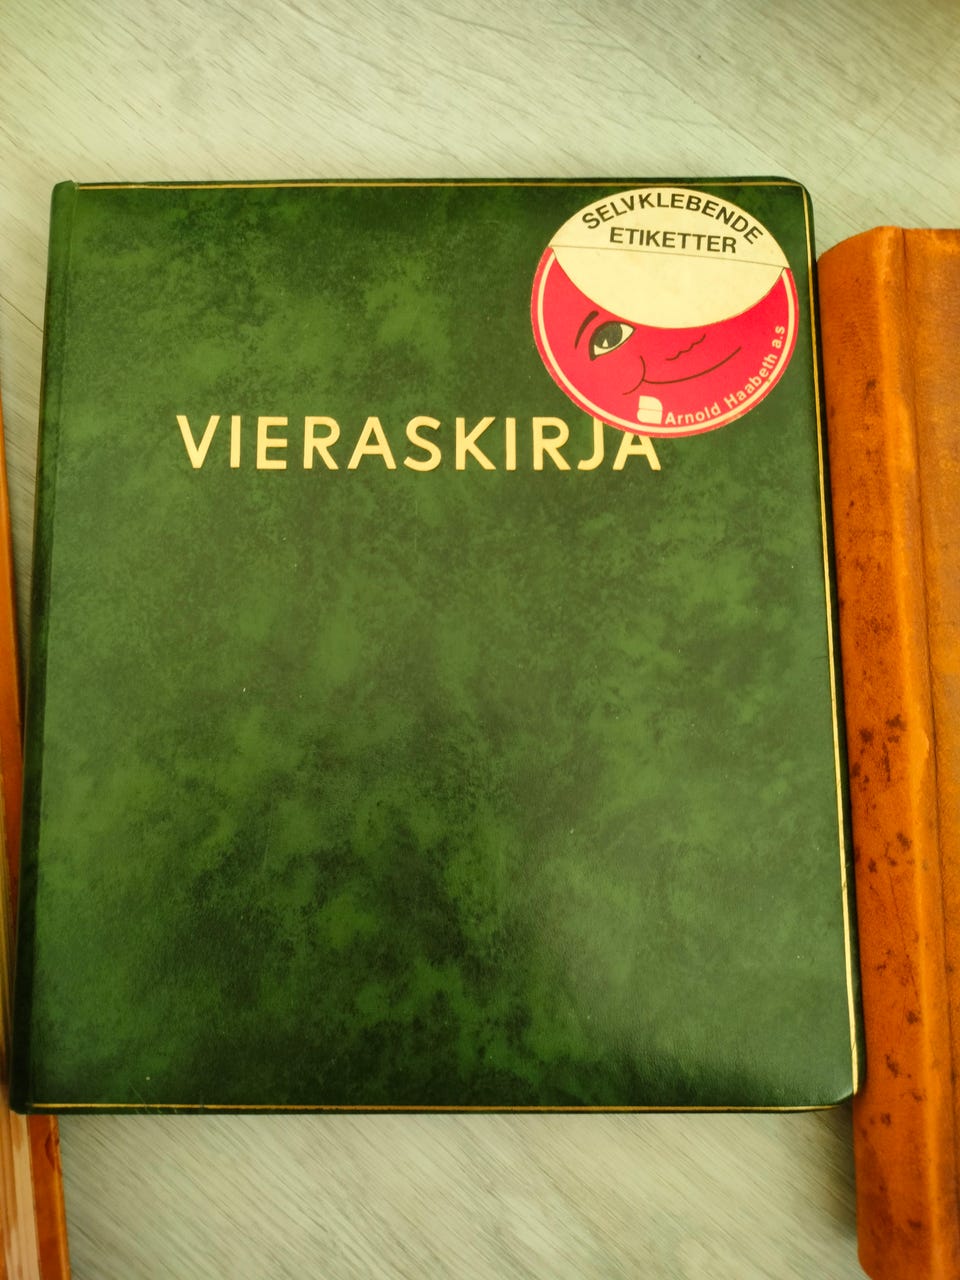 SELVKLEBENDE
ETIKETTER
Arnold Haabeth a.s
VIERASKIRJA